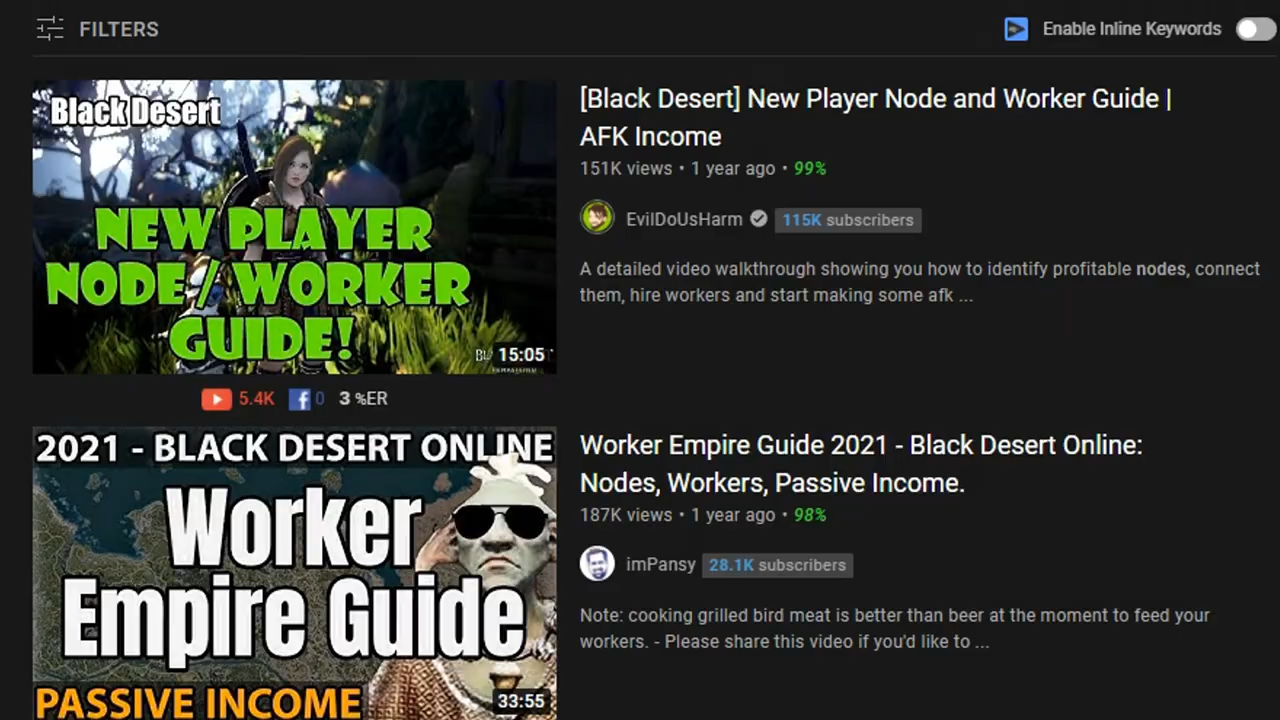 FILTERS
Enable Inline Keywords
Black Desert
NEW PLAYER
NODE / WORKER
GUIDE!
15:05
[Black Desert] New Player Node and Worker Guide |
AFK Income
151K views • 1 year ago • 99%
EvilDoUsHarm 115K subscribers
A detailed video walkthrough showing you how to identify profitable nodes, connect
them, hire workers and start making some afk ...
5.4K 0 3 %ER
2021 - BLACK DESERT ONLINE
Worker
Empire Guide
PASSIVE INCOME
33:55
Worker Empire Guide 2021 - Black Desert Online:
Nodes, Workers, Passive Income.
187K views • 1 year ago • 98%
imPansy 28.1K subscribers
Note: cooking grilled bird meat is better than beer at the moment to feed your
workers. - Please share this video if you'd like to ...